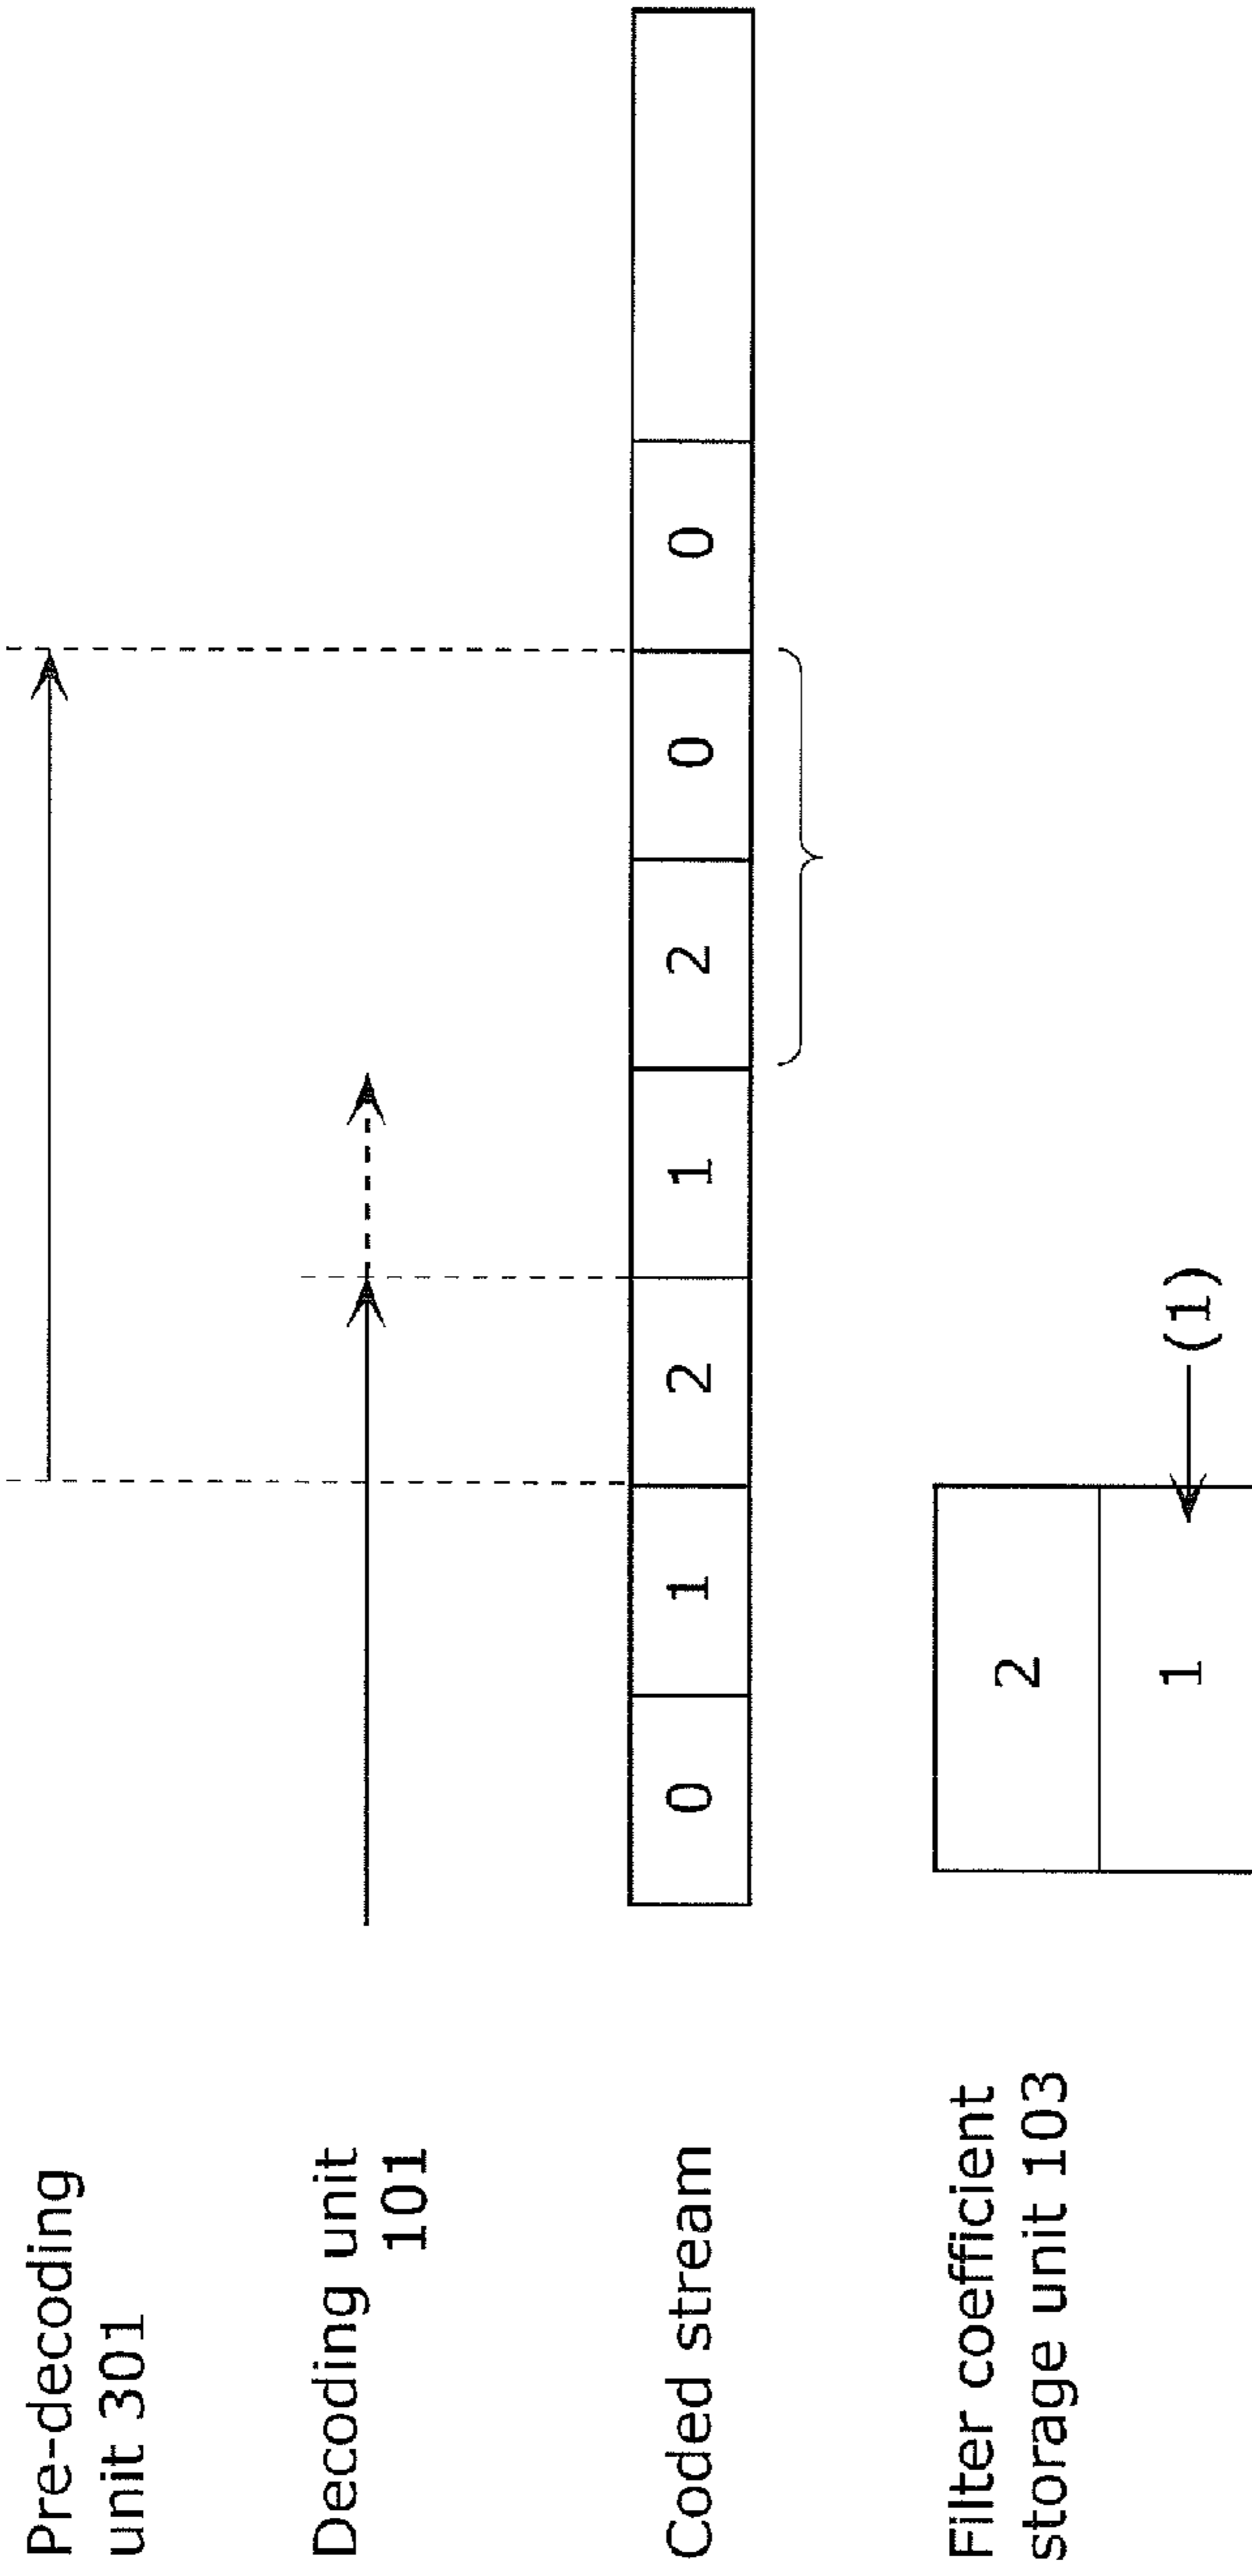 Pre-decoding
unit 301
Decoding unit
101
Coded stream
0 1 2 1 2 0 0
Filter coefficient
storage unit 103
2
1
(1)